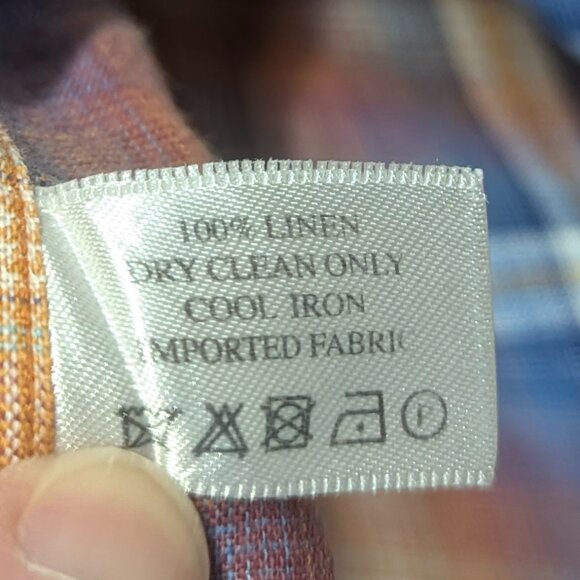 100% LINEN
DRY CLEAN ONLY
COOL IRON
IMPORTED FABRIC